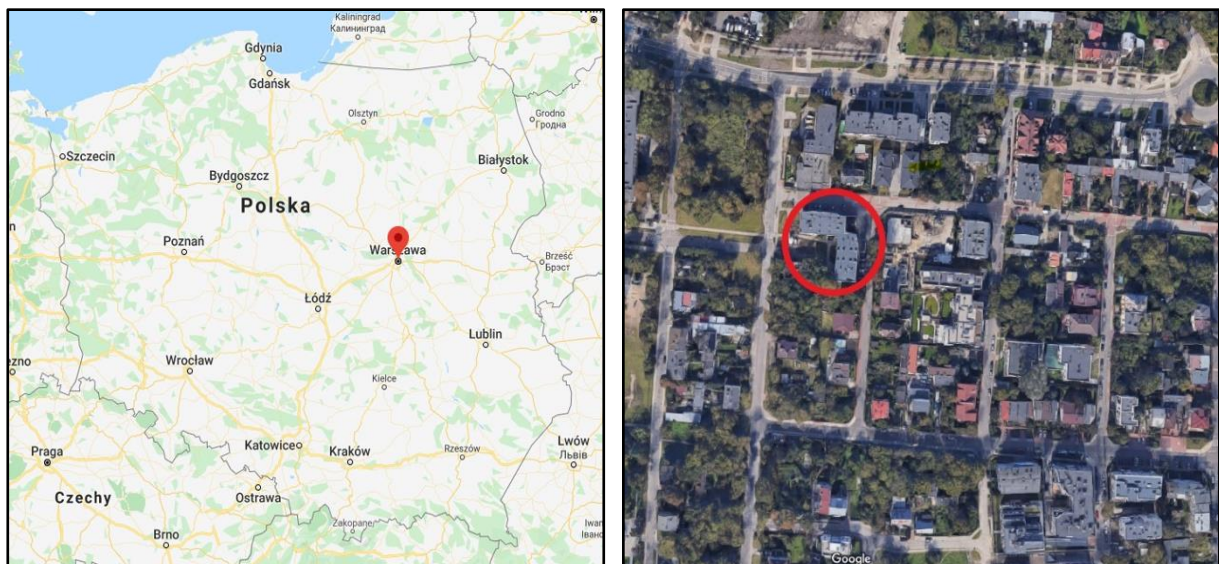 Kaliningrad
Калининград
Gdynia
Gdańsk
Olsztyn
Grodno
Гродна
Szczecin
Białystok
Bydgoszcz
Polska
Poznań
Warszawa
Brześć
Брэст
Łódź
Lublin
Wrocław
Kielce
Katowice
Kraków
Rzeszów
Lwów
Львів
Praga
Ostrawa
Czechy
Zakopane
Brno
Google